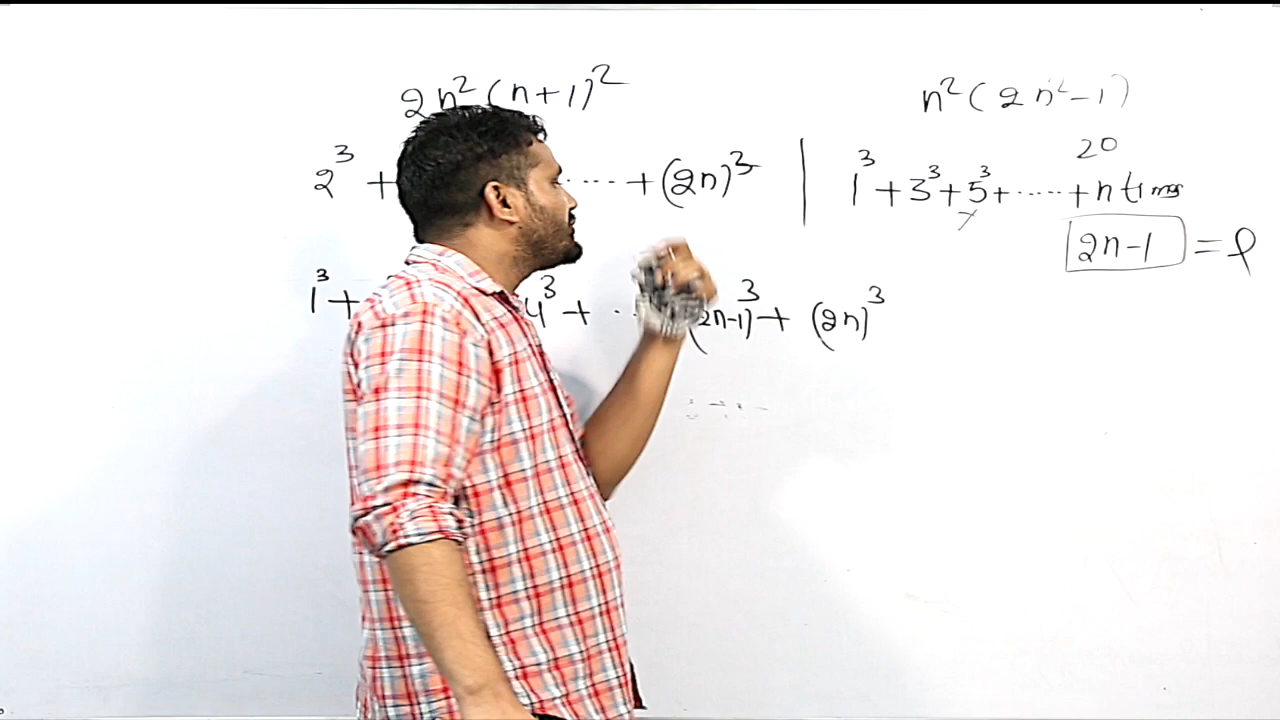 2n²(n+1)²
2³ + ..... + (2n)³
1³ + 4³ + .. (2n-1)³ + (2n)³
n²(2n²-1)
20
1³ + 3³ + 5³ + ...... + n times
2n-1 = l